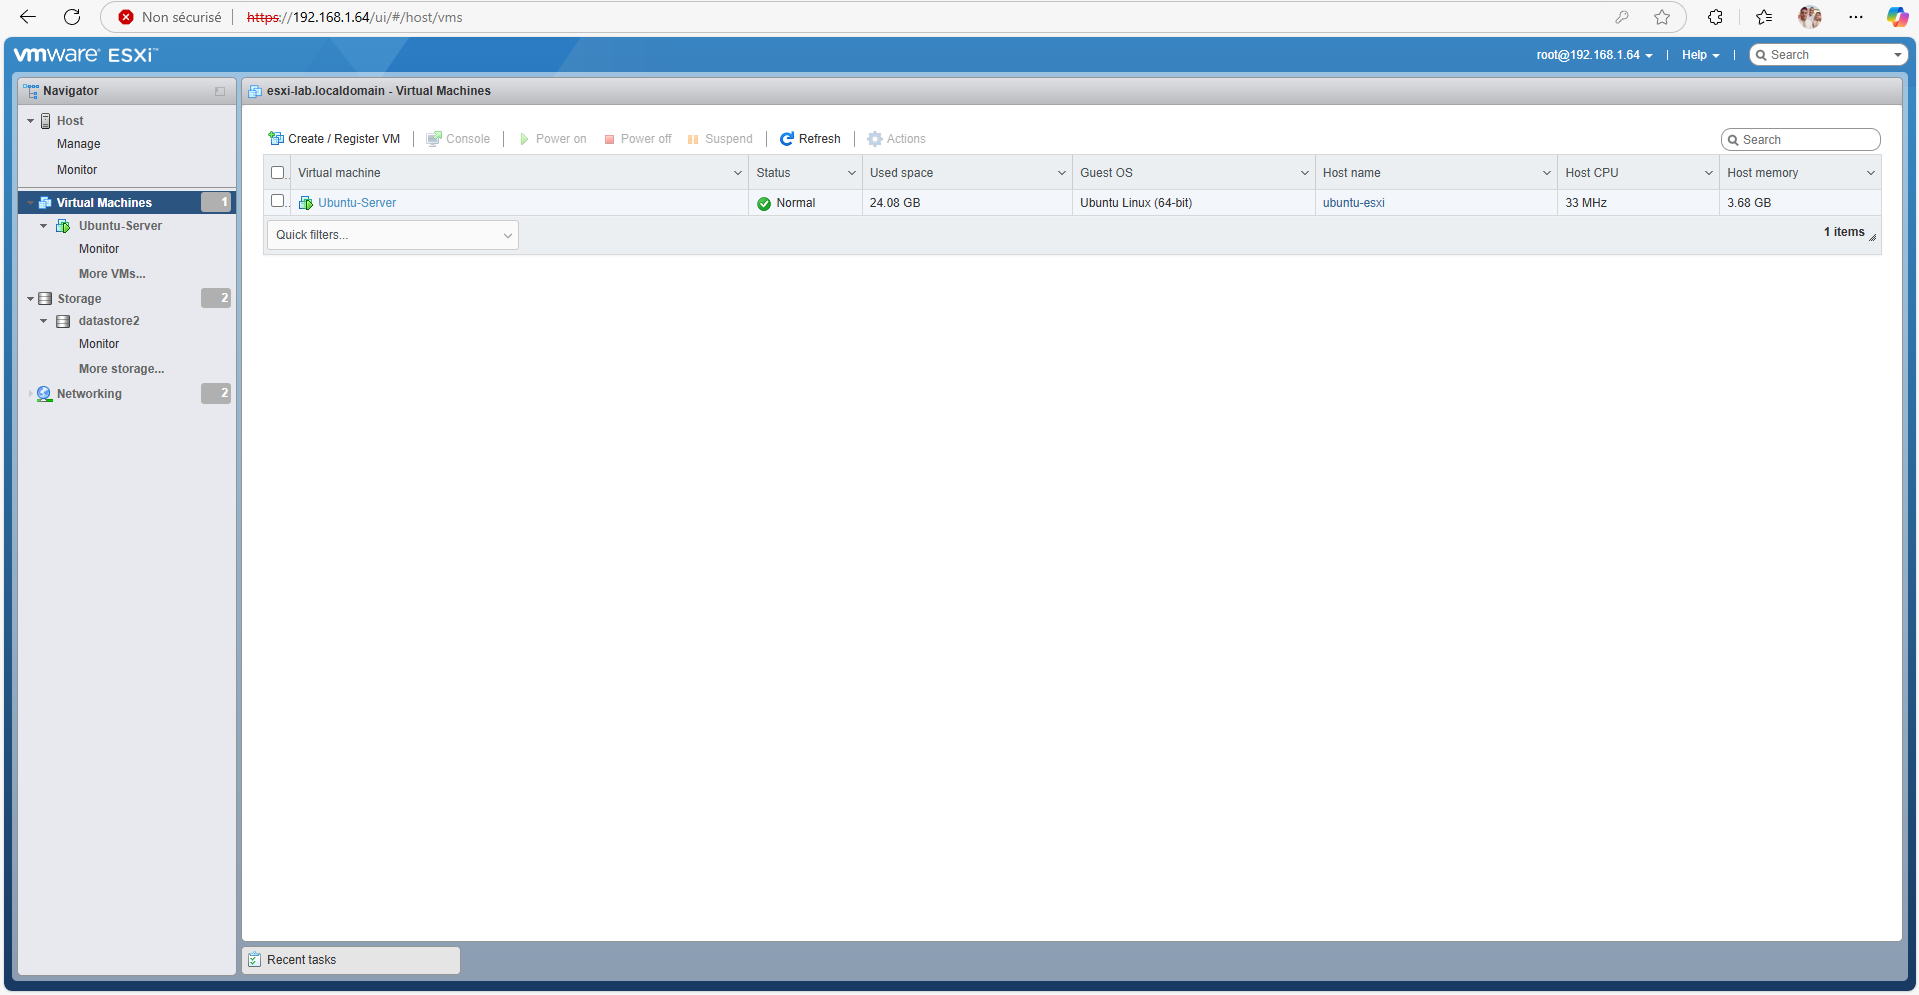 Non sécurisé https://192.168.1.64/ui/#/host/vms
vmware® ESXi™ root@192.168.1.64 Help Search
Navigator
Host
Manage
Monitor
Virtual Machines 1
Ubuntu-Server
Monitor
More VMs...
Storage 2
datastore2
Monitor
More storage...
Networking 2
esxi-lab.localdomain - Virtual Machines
Create / Register VM Console Power on Power off Suspend Refresh Actions Search
Virtual machine Status Used space Guest OS Host name Host CPU Host memory
Ubuntu-Server Normal 24.08 GB Ubuntu Linux (64-bit) ubuntu-esxi 33 MHz 3.68 GB
Quick filters... 1 items
Recent tasks